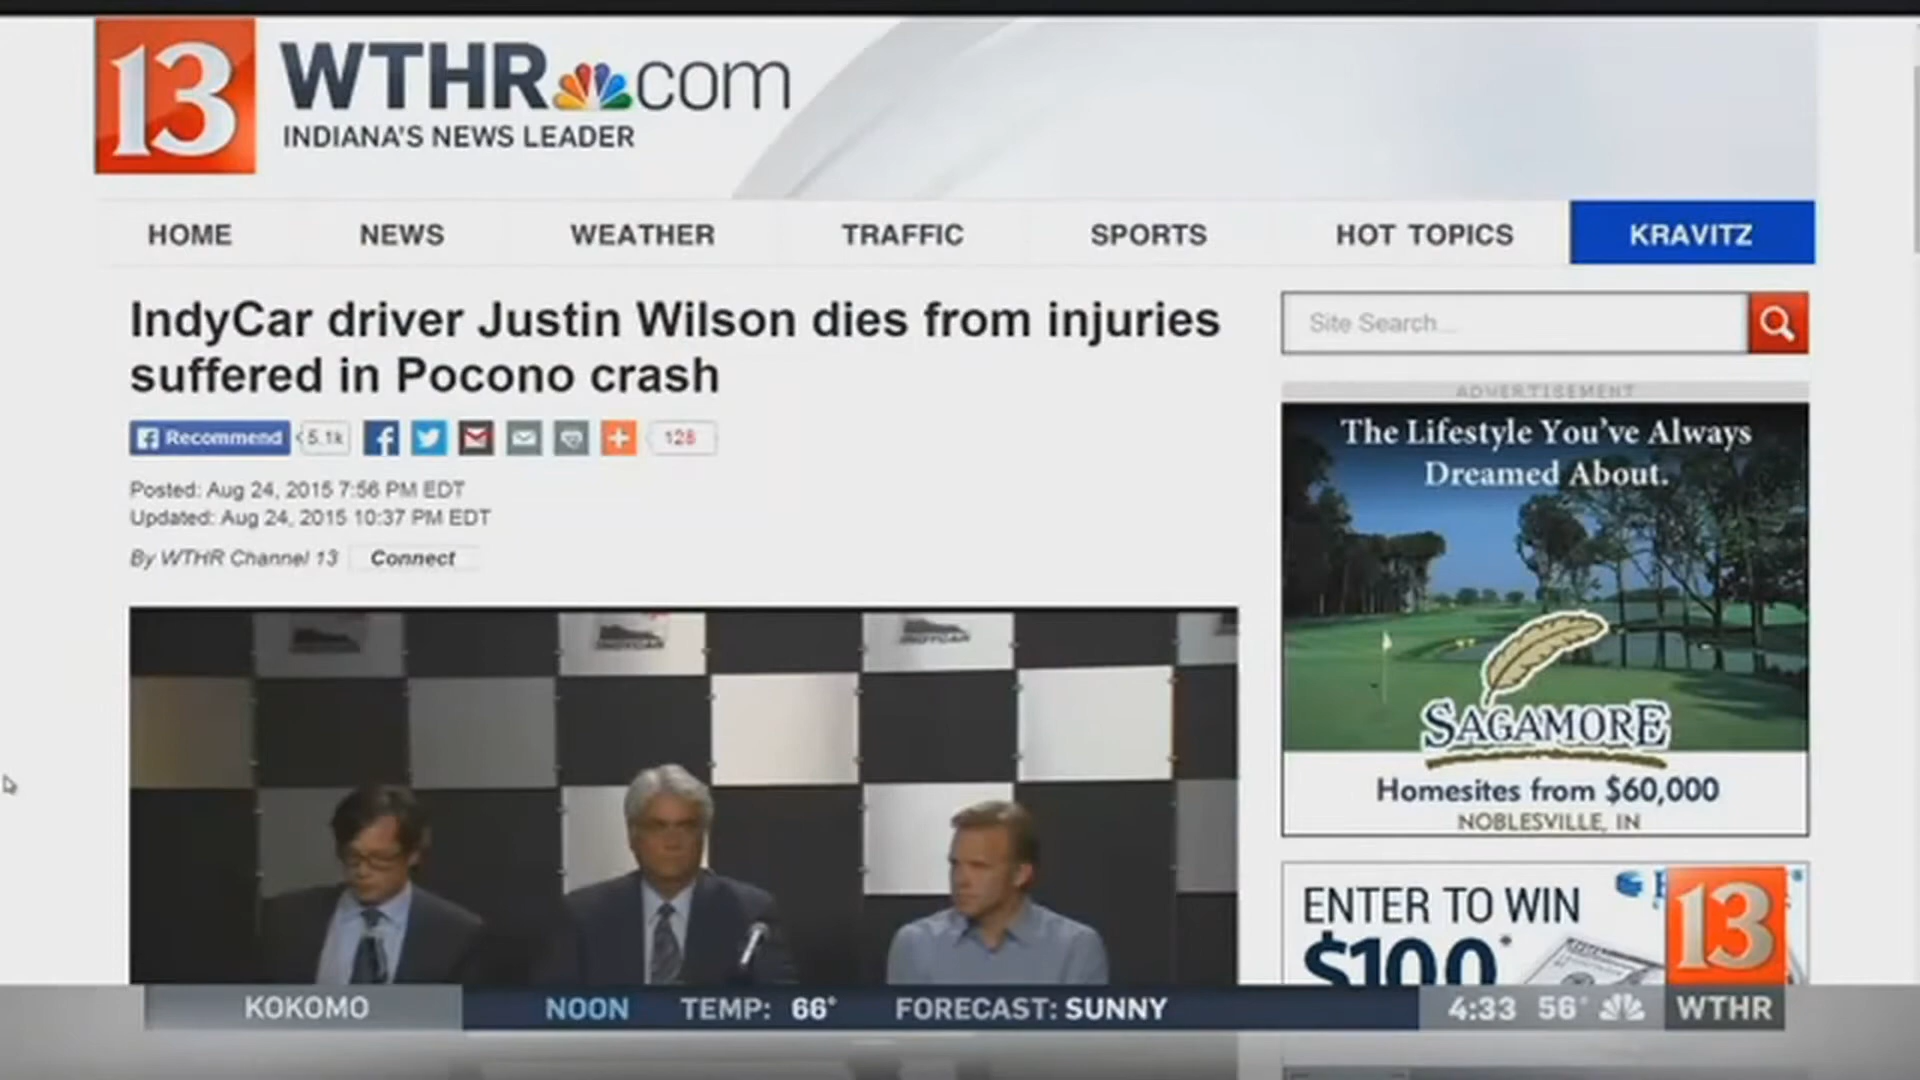 13 WTHR.com
INDIANA'S NEWS LEADER
HOME NEWS WEATHER TRAFFIC SPORTS HOT TOPICS KRAVITZ
IndyCar driver Justin Wilson dies from injuries
suffered in Pocono crash
Recommend 5.1k 128
Posted: Aug 24, 2015 7:56 PM EDT
Updated: Aug 24, 2015 10:37 PM EDT
By WTHR Channel 13 Connect
INDYCAR INDYCAR INDYCAR
Site Search...
ADVERTISEMENT
The Lifestyle You've Always
Dreamed About.
SAGAMORE
Homesites from $60,000
NOBLESVILLE, IN
ENTER TO WIN
$100*
13
KOKOMO NOON TEMP: 66° FORECAST: SUNNY 4:33 56° WTHR